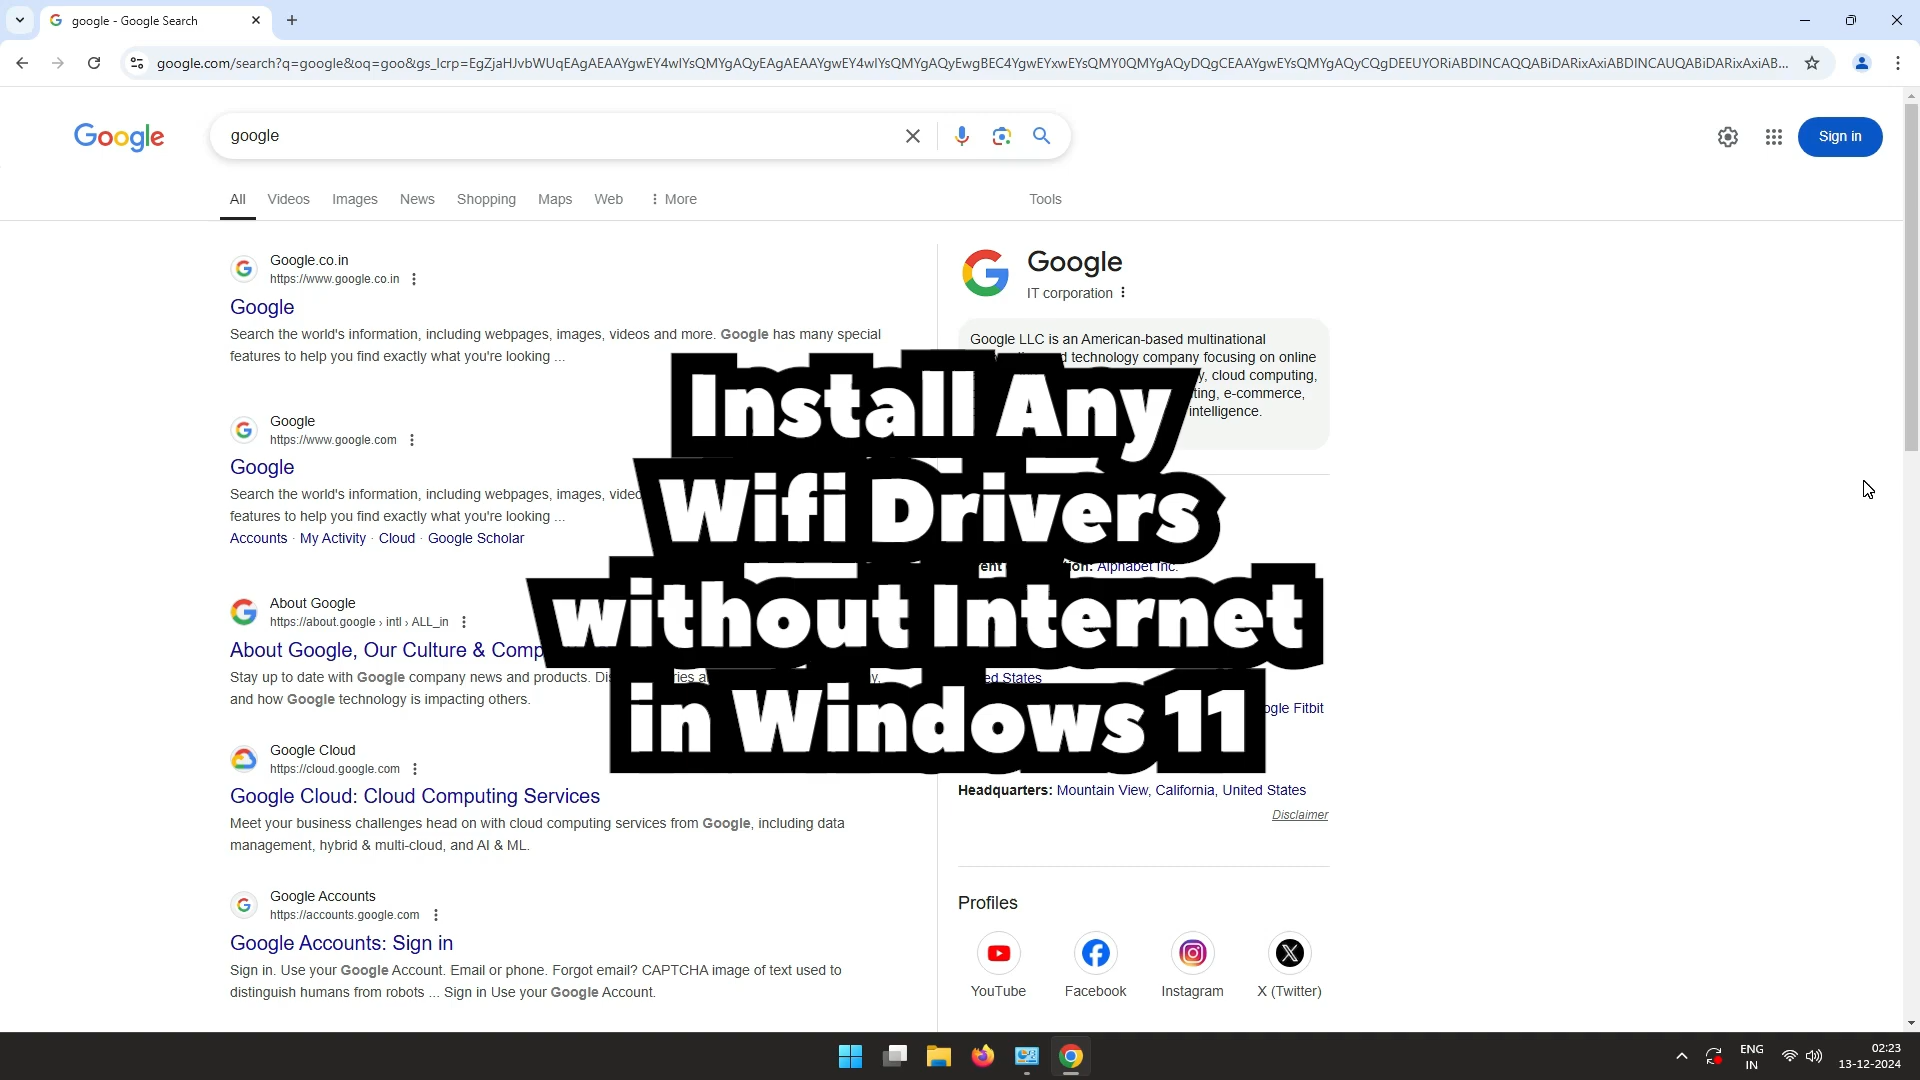 google - Google Search
google.com/search?q=google&oq=goo&gs_lcrp=EgZjaHJvbWUqEAgAEAAYgwEY4wIYsQMYgAQyEAgAEAAYgwEY4wIYsQMYgAQyEwgBEC4YgwEYxwEYsQMY0QMYgAQyDQgCEAAYgwEYsQMYgAQyCQgDEEUYORiABDINCAQQABiDARixAxiABDINCAUQABiDARixAxiAB...
Google
google
Sign in
All Videos Images News Shopping Maps Web More Tools
Google.co.in
https://www.google.co.in
Google
Search the world's information, including webpages, images, videos and more. Google has many special
features to help you find exactly what you're looking ...
Google
https://www.google.com
Google
Search the world's information, including webpages, images,
features to help you find exactly what you're looking ...
Accounts · My Activity · Cloud · Google Scholar
About Google
https://about.google › intl › ALL_in
About Google, Our Culture &
Stay up to date with Google company news and products.
and how Google technology is impacting others.
Google Cloud
https://cloud.google.com
Google Cloud: Cloud Computing Services
Meet your business challenges head on with cloud computing services from Google, including data
management, hybrid & multi-cloud, and AI & ML.
Google Accounts
https://accounts.google.com
Google Accounts: Sign in
Sign in. Use your Google Account. Email or phone. Forgot email? CAPTCHA image of text used to
distinguish humans from robots ... Sign in Use your Google Account.
Google
IT corporation
Google LLC is an American-based multinational
technology company focusing on online
cloud computing,
e-commerce,
intelligence.
Install Any
Wifi Drivers
without Internet
in Windows 11
Alphabet Inc.
States
Fitbit
Headquarters: Mountain View, California, United States
Disclaimer
Profiles
YouTube Facebook Instagram X (Twitter)
ENG
IN
02:23
13-12-2024